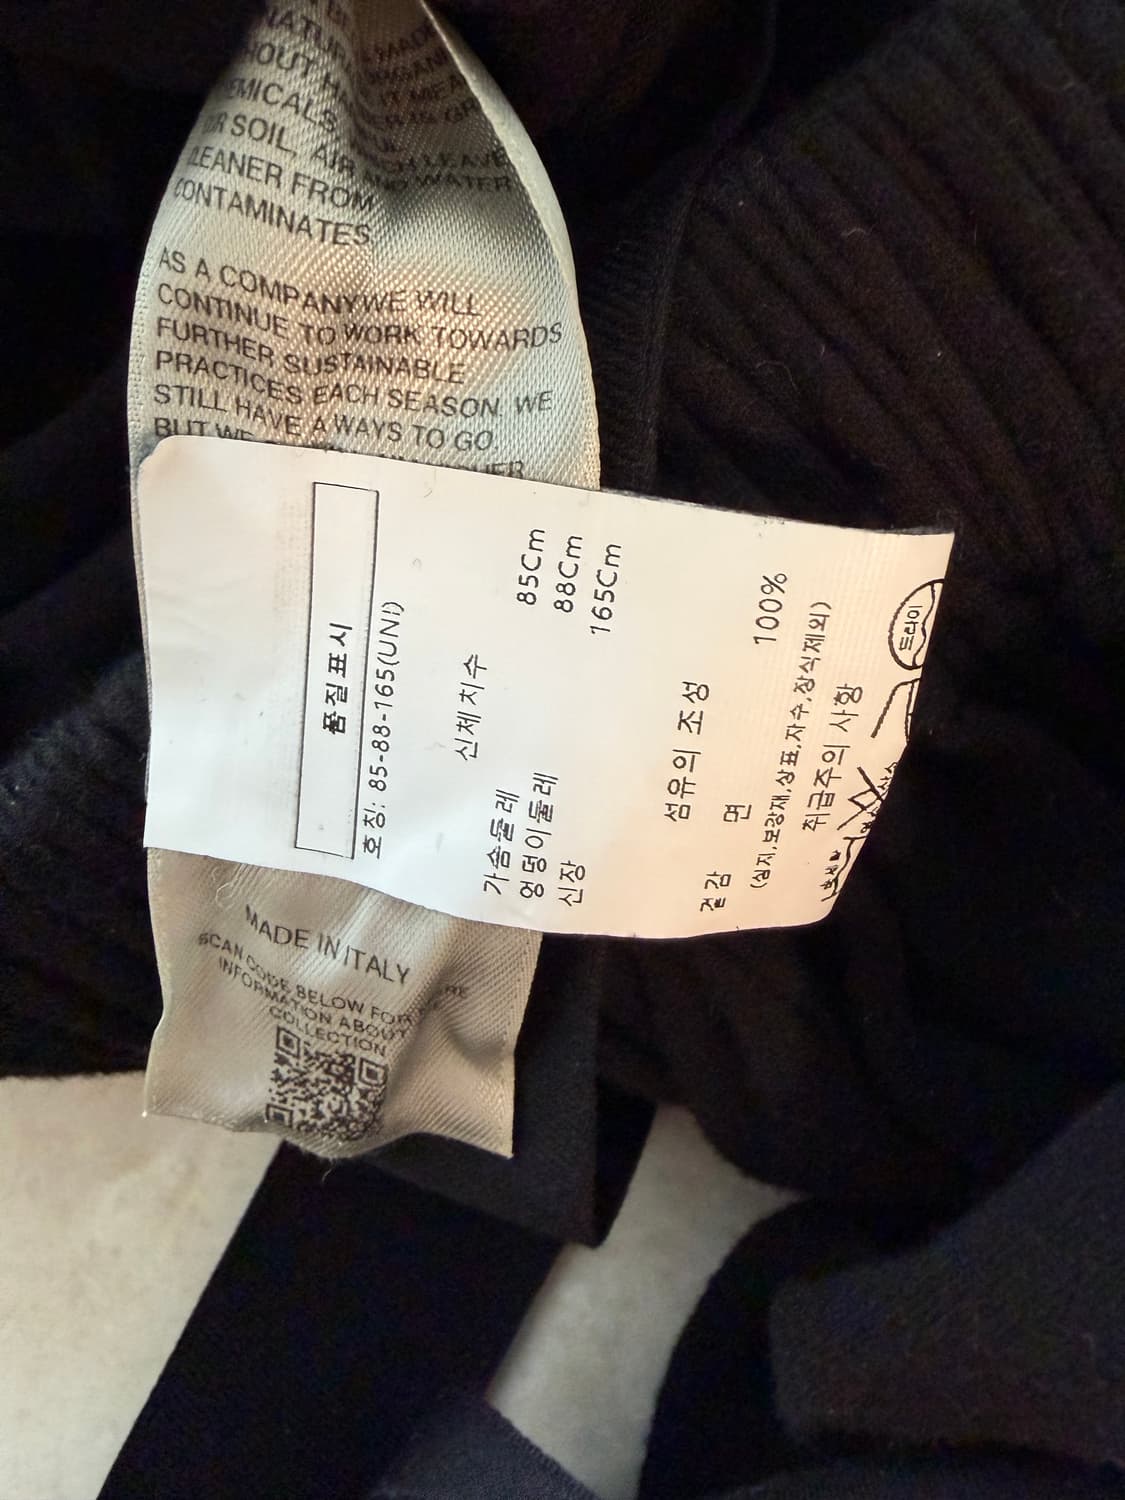 CONTAMINATES
AS A COMPANYWE WILL
CONTINUE TO WORK TOWARDS
FURTHER SUSTAINABLE
PRACTICES EACH SEASON. WE
STILL HAVE A WAYS TO GO
BUT WE
SOIL, AIR
CLEANER FROM
AND WATER
품질표시
호칭: 85-88-165(UNI)
신체치수
가슴둘레 85Cm
엉덩이둘레 88Cm
신장 165Cm
섬유의 조성
겉감 면 100%
(심지,보강재,상표,자수,장식제외)
취급주의 사항
드라이
MADE IN ITALY
SCAN CODE BELOW FOR
INFORMATION ABOUT
COLLECTION